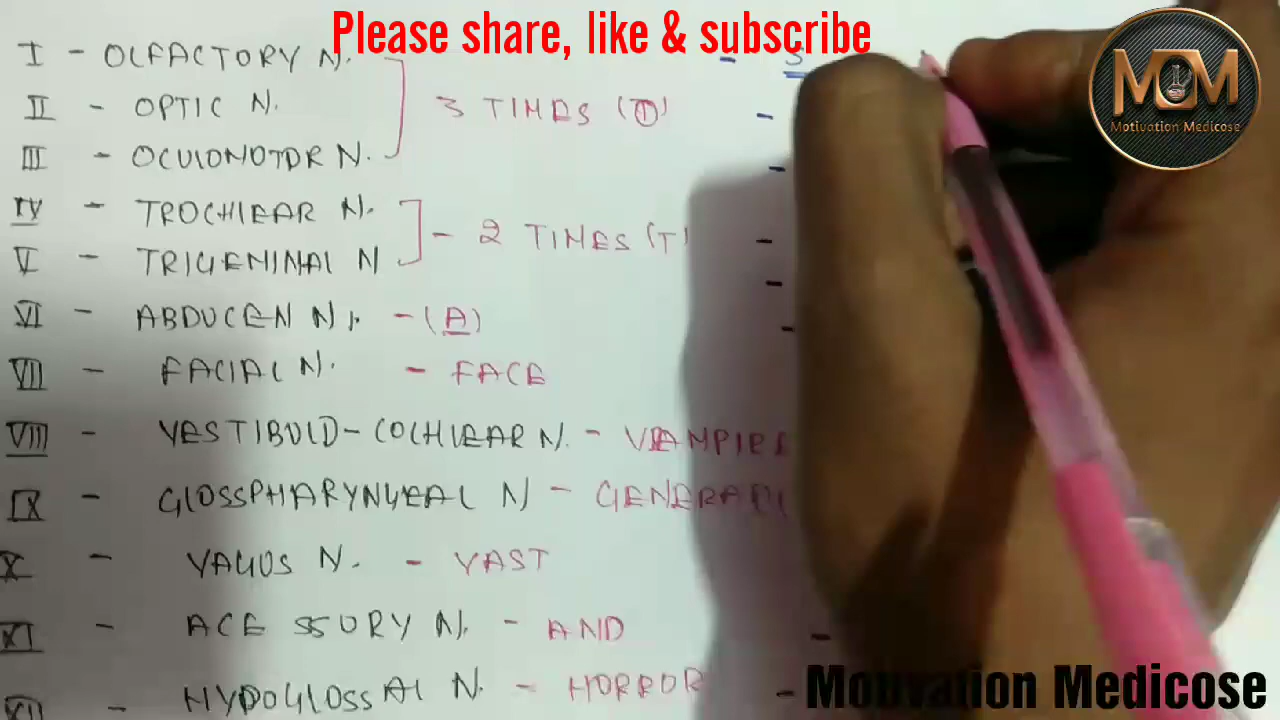 Please share, like & subscribe
MOM
Motivation Medicose
I - OLFACTORY N.
II - OPTIC N.
III - OCULOMOTOR N.
3 TIMES (O)
IV - TROCHLEAR N.
V - TRIGEMINAL N
- 2 TIMES (T)
VI - ABDUCEN N. - (A)
VII - FACIAL N. - FACE
VIII - VESTIBULO-COCHLEAR N. - VAMPIRE
IX - GLOSSPHARYNGEAL N - GENERALL
X - VAGUS N. - VAST
XI - ACESSORY N. - AND
XII - HYPOGLOSSAL N. - HORROR
Motivation Medicose